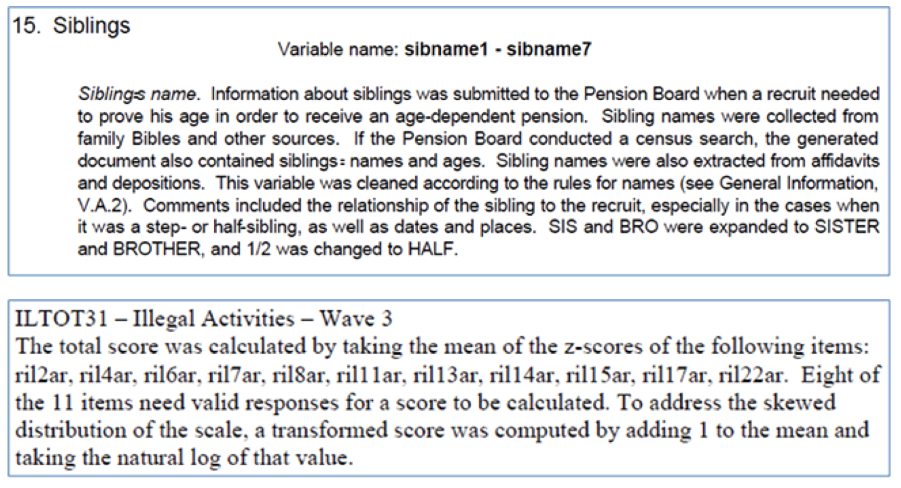 15. Siblings
Variable name: sibname1 - sibname7
Sibling=s name. Information about siblings was submitted to the Pension Board when a recruit needed
to prove his age in order to receive an age-dependent pension. Sibling names were collected from
family Bibles and other sources. If the Pension Board conducted a census search, the generated
document also contained siblings= names and ages. Sibling names were also extracted from affidavits
and depositions. This variable was cleaned according to the rules for names (see General Information,
V.A.2). Comments included the relationship of the sibling to the recruit, especially in the cases when
it was a step- or half-sibling, as well as dates and places. SIS and BRO were expanded to SISTER
and BROTHER, and 1/2 was changed to HALF.
ILTOT31 – Illegal Activities – Wave 3
The total score was calculated by taking the mean of the z-scores of the following items:
ril2ar, ril4ar, ril6ar, ril7ar, ril8ar, ril11ar, ril13ar, ril14ar, ril15ar, ril17ar, ril22ar. Eight of
the 11 items need valid responses for a score to be calculated. To address the skewed
distribution of the scale, a transformed score was computed by adding 1 to the mean and
taking the natural log of that value.